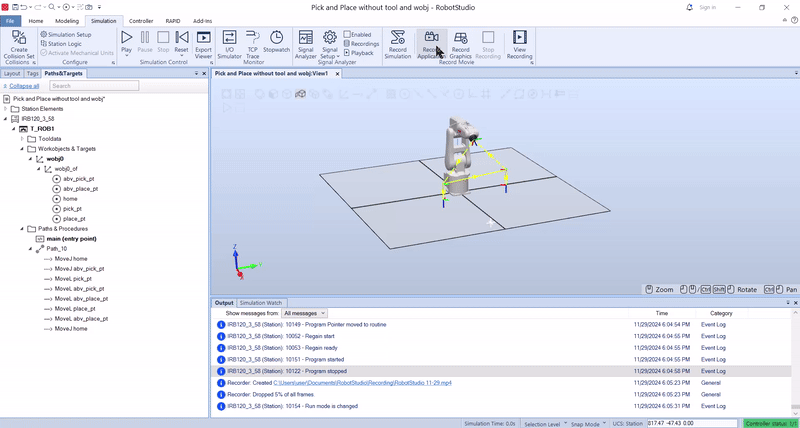 Pick and Place without tool and wobj - RobotStudio
Sign in
File Home Modeling Simulation Controller RAPID Add-Ins
Create Collision Set
Collisions
Simulation Setup
Station Logic
Activate Mechanical Units
Configure
Play Pause Stop Reset
Simulation Control
Export Viewer
I/O Simulator
TCP Trace
Stopwatch
Monitor
Signal Analyzer
Signal Setup
Enabled
Recordings
Playback
Signal Analyzer
Record Simulation
Record Application
Record Graphics
Stop Recording
Record Movie
View Recording
Layout Tags Paths&Targets
Collapse all
Search
Pick and Place without tool and wobj*
Station Elements
IRB120_3_58
T_ROB1
Tooldata
Workobjects & Targets
wobj0
wobj0_of
abv_pick_pt
abv_place_pt
home
pick_pt
place_pt
Paths & Procedures
main (entry point)
Path_10
MoveJ home
MoveJ abv_pick_pt
MoveL pick_pt
MoveL abv_pick_pt
MoveL abv_place_pt
MoveL place_pt
MoveL abv_place_pt
MoveJ home
Pick and Place without tool and wobj:View1
Z
Y
Zoom Ctrl Shift Rotate Ctrl Pan
Output Simulation Watch
Show messages from: All messages
Time Category
IRB120_3_58 (Station): 10149 - Program Pointer moved to routine 11/29/2024 6:04:54 PM Event Log
IRB120_3_58 (Station): 10052 - Regain start 11/29/2024 6:04:55 PM Event Log
IRB120_3_58 (Station): 10053 - Regain ready 11/29/2024 6:04:55 PM Event Log
IRB120_3_58 (Station): 10151 - Program started 11/29/2024 6:04:55 PM Event Log
IRB120_3_58 (Station): 10122 - Program stopped 11/29/2024 6:04:58 PM Event Log
Recorder: Created C:\Users\user\Documents\RobotStudio\Recording\RobotStudio 11-29.mp4 11/29/2024 6:05:23 PM General
Recorder: Dropped 5% of all frames 11/29/2024 6:05:23 PM General
IRB120_3_58 (Station): 10154 - Run mode is changed 11/29/2024 6:05:31 PM Event Log
Simulation Time: 0.0s Selection Level Snap Mode UCS: Station 817.47 -47.43 0.00 Controller status: 1/1